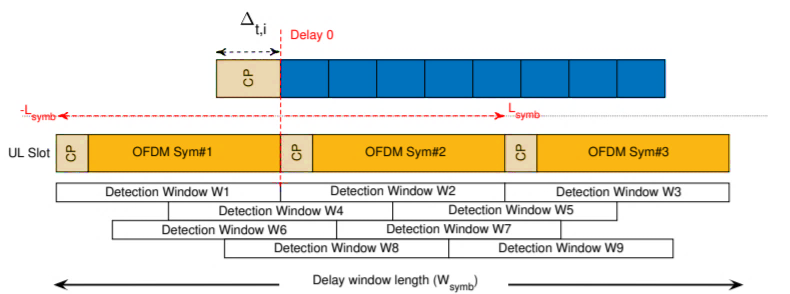 Δt,i
Delay 0
CP
-Lsymb
Lsymb
UL Slot
CP
OFDM Sym#1
CP
OFDM Sym#2
CP
OFDM Sym#3
Detection Window W1
Detection Window W2
Detection Window W3
Detection Window W4
Detection Window W5
Detection Window W6
Detection Window W7
Detection Window W8
Detection Window W9
Delay window length (Wsymb)